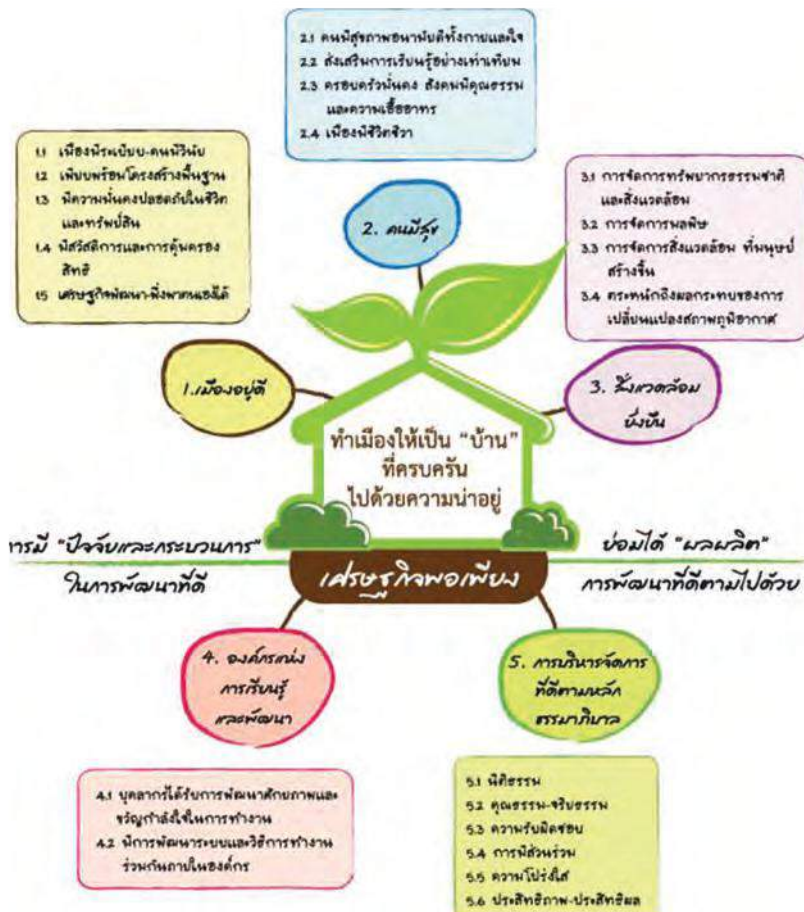 2.1 คนมีสุขภาพอนามัยดีทั้งกายและใจ
2.2 ส่งเสริมการเรียนรู้อย่างเท่าเทียม
2.3 ครอบครัวมั่นคง สังคมมีคุณธรรม
และความเอื้ออาทร
2.4 เมืองมีชีวิตชีวา
1.1 เมืองมีระเบียบ-คนมีวินัย
1.2 เพียบพร้อมโครงสร้างพื้นฐาน
1.3 มีความมั่นคงปลอดภัยในชีวิต
และทรัพย์สิน
1.4 มีสวัสดิการและการคุ้มครอง
สิทธิ
1.5 เศรษฐกิจพัฒนา-พึ่งพาตนเองได้
3.1 การจัดการทรัพยากรธรรมชาติ
และสิ่งแวดล้อม
3.2 การจัดการมลพิษ
3.3 การจัดการสิ่งแวดล้อม ที่มนุษย์
สร้างขึ้น
3.4 ตระหนักถึงผลกระทบของการ
เปลี่ยนแปลงสภาพภูมิอากาศ
2. คนมีสุข
1.เมืองอยู่ดี
3. สิ่งแวดล้อม
ยั่งยืน
ทำเมืองให้เป็น "บ้าน"
ที่ครบครัน
ไปด้วยความน่าอยู่
การมี "ปัจจัยและกระบวนการ"
ในการพัฒนาที่ดี
เศรษฐกิจพอเพียง
ย่อมได้ "ผลผลิต"
การพัฒนาที่ดีตามไปด้วย
4. องค์กรแห่ง
การเรียนรู้
และพัฒนา
5. การบริหารจัดการ
ที่ดีตามหลัก
ธรรมาภิบาล
4.1 บุคลากรได้รับการพัฒนาศักยภาพและ
ขวัญกำลังใจในการทำงาน
4.2 มีการพัฒนาระบบและวิธีการทำงาน
ร่วมกันภายในองค์กร
5.1 นิติธรรม
5.2 คุณธรรม-จริยธรรม
5.3 ความรับผิดชอบ
5.4 การมีส่วนร่วม
5.5 ความโปร่งใส
5.6 ประสิทธิภาพ-ประสิทธิผล